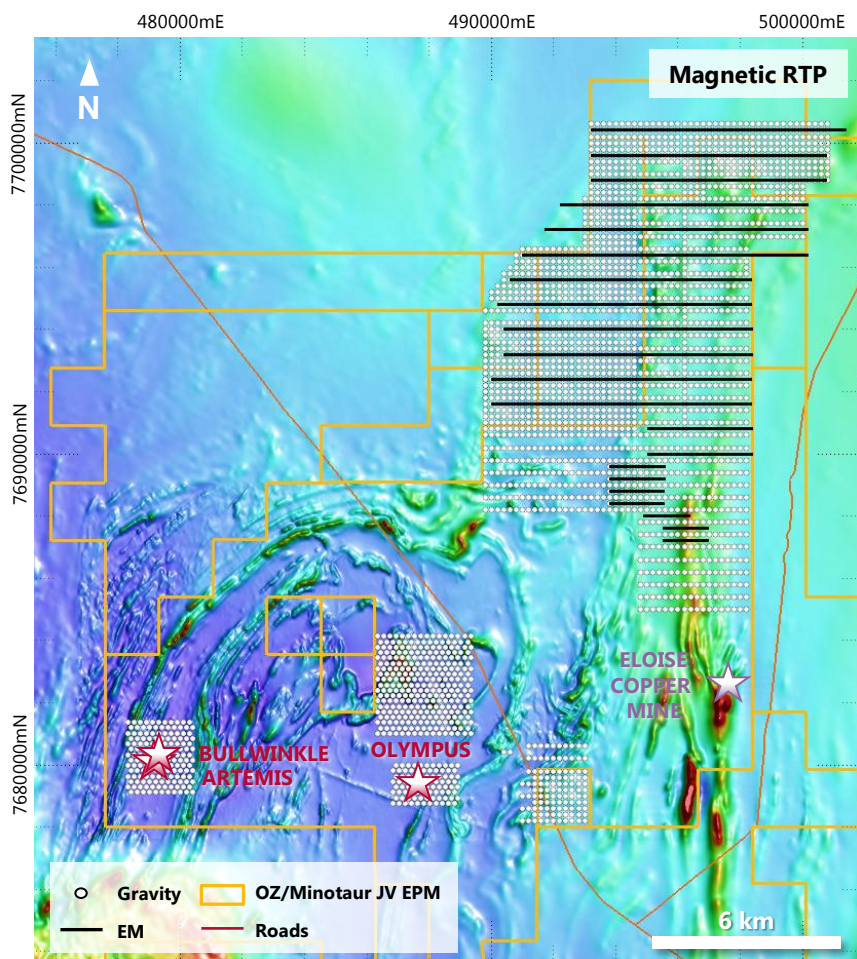 480000mE
490000mE
500000mE
Magnetic RTP
N
7700000mN
7690000mN
7680000mN
ELOISE
COPPER
MINE
BULLWINKLE
ARTEMIS
OLYMPUS
Gravity
OZ/Minotaur JV EPM
EM
Roads
6 km